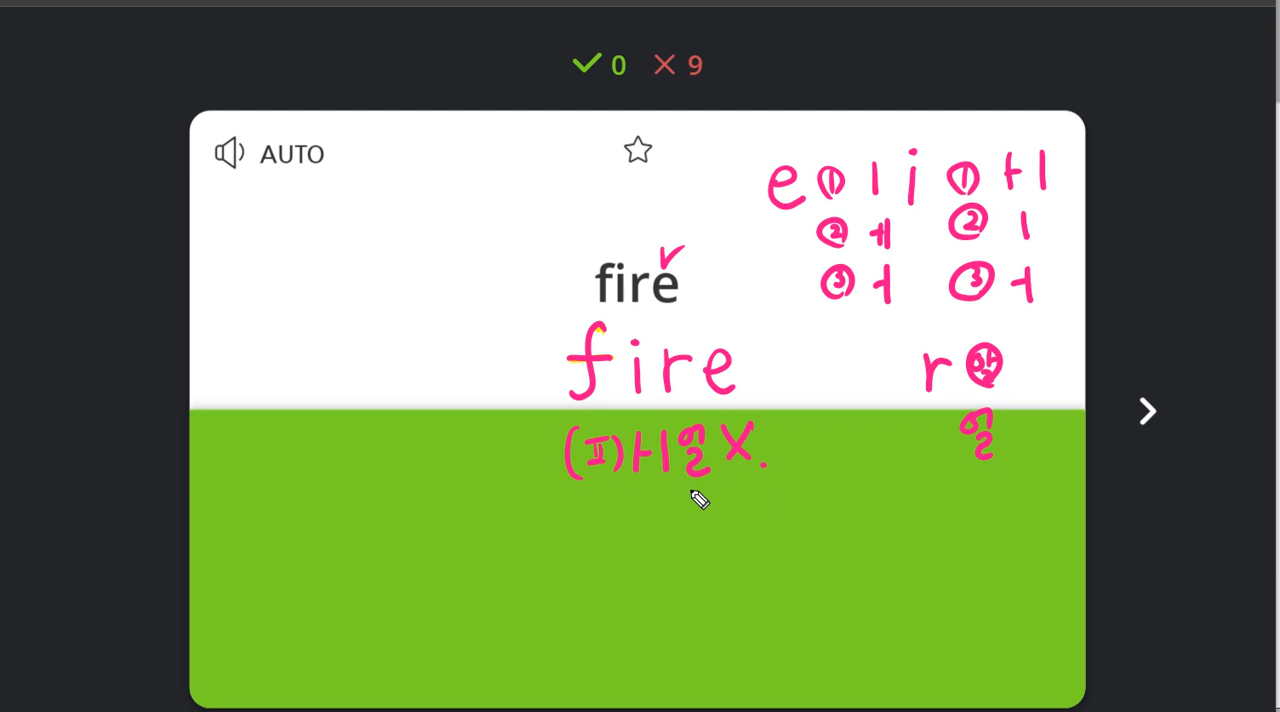 0 9
AUTO
e ① ㅣ i ① ㅏㅣ
② ㅔ ② ㅣ
③ ㅓ ③ ㅓ
fire
fire r
(ㅍ)ㅏㅣ얼 X. 얼